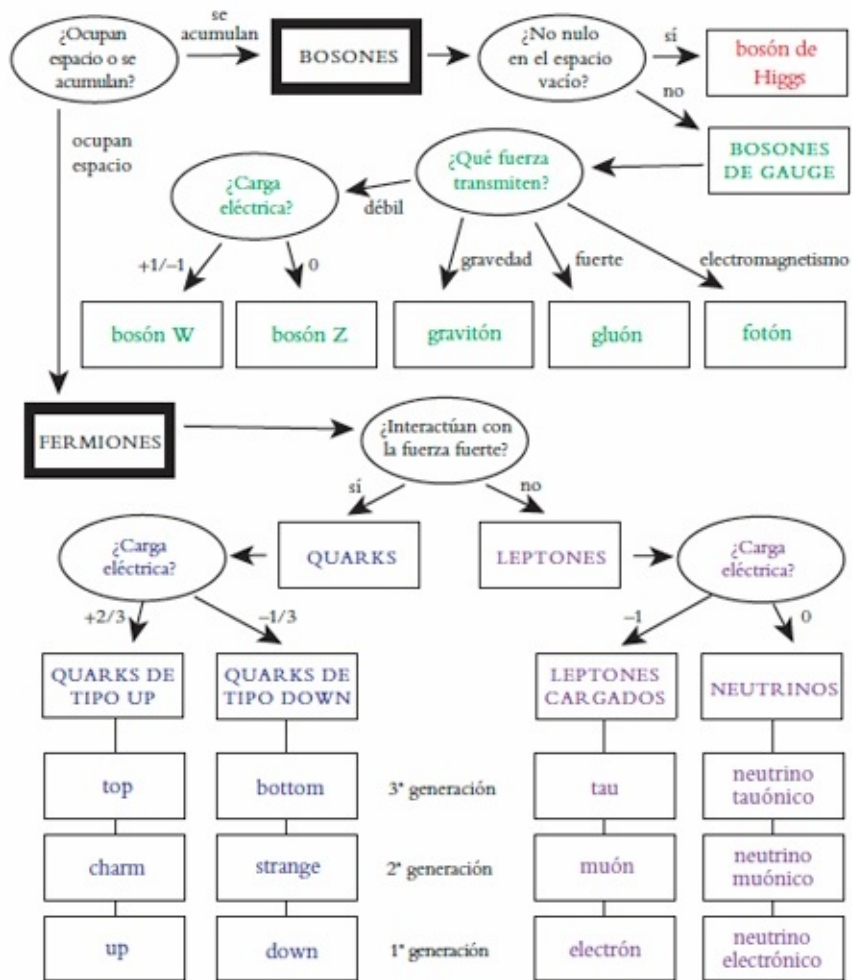 ¿Ocupan
espacio o se
acumulan?
se
acumulan
BOSONES
¿No nulo
en el espacio
vacío?
sí
bosón de
Higgs
no
BOSONES
DE GAUGE
ocupan
espacio
¿Qué fuerza
transmiten?
débil
¿Carga
eléctrica?
gravedad
fuerte
electromagnetismo
+1/–1
0
bosón W
bosón Z
gravitón
gluón
fotón
FERMIONES
¿Interactúan con
la fuerza fuerte?
sí
no
¿Carga
eléctrica?
QUARKS
LEPTONES
¿Carga
eléctrica?
+2/3
–1/3
–1
0
QUARKS DE
TIPO UP
QUARKS DE
TIPO DOWN
LEPTONES
CARGADOS
NEUTRINOS
top
bottom
3ª generación
tau
neutrino
tauónico
charm
strange
2ª generación
muón
neutrino
muónico
up
down
1ª generación
electrón
neutrino
electrónico